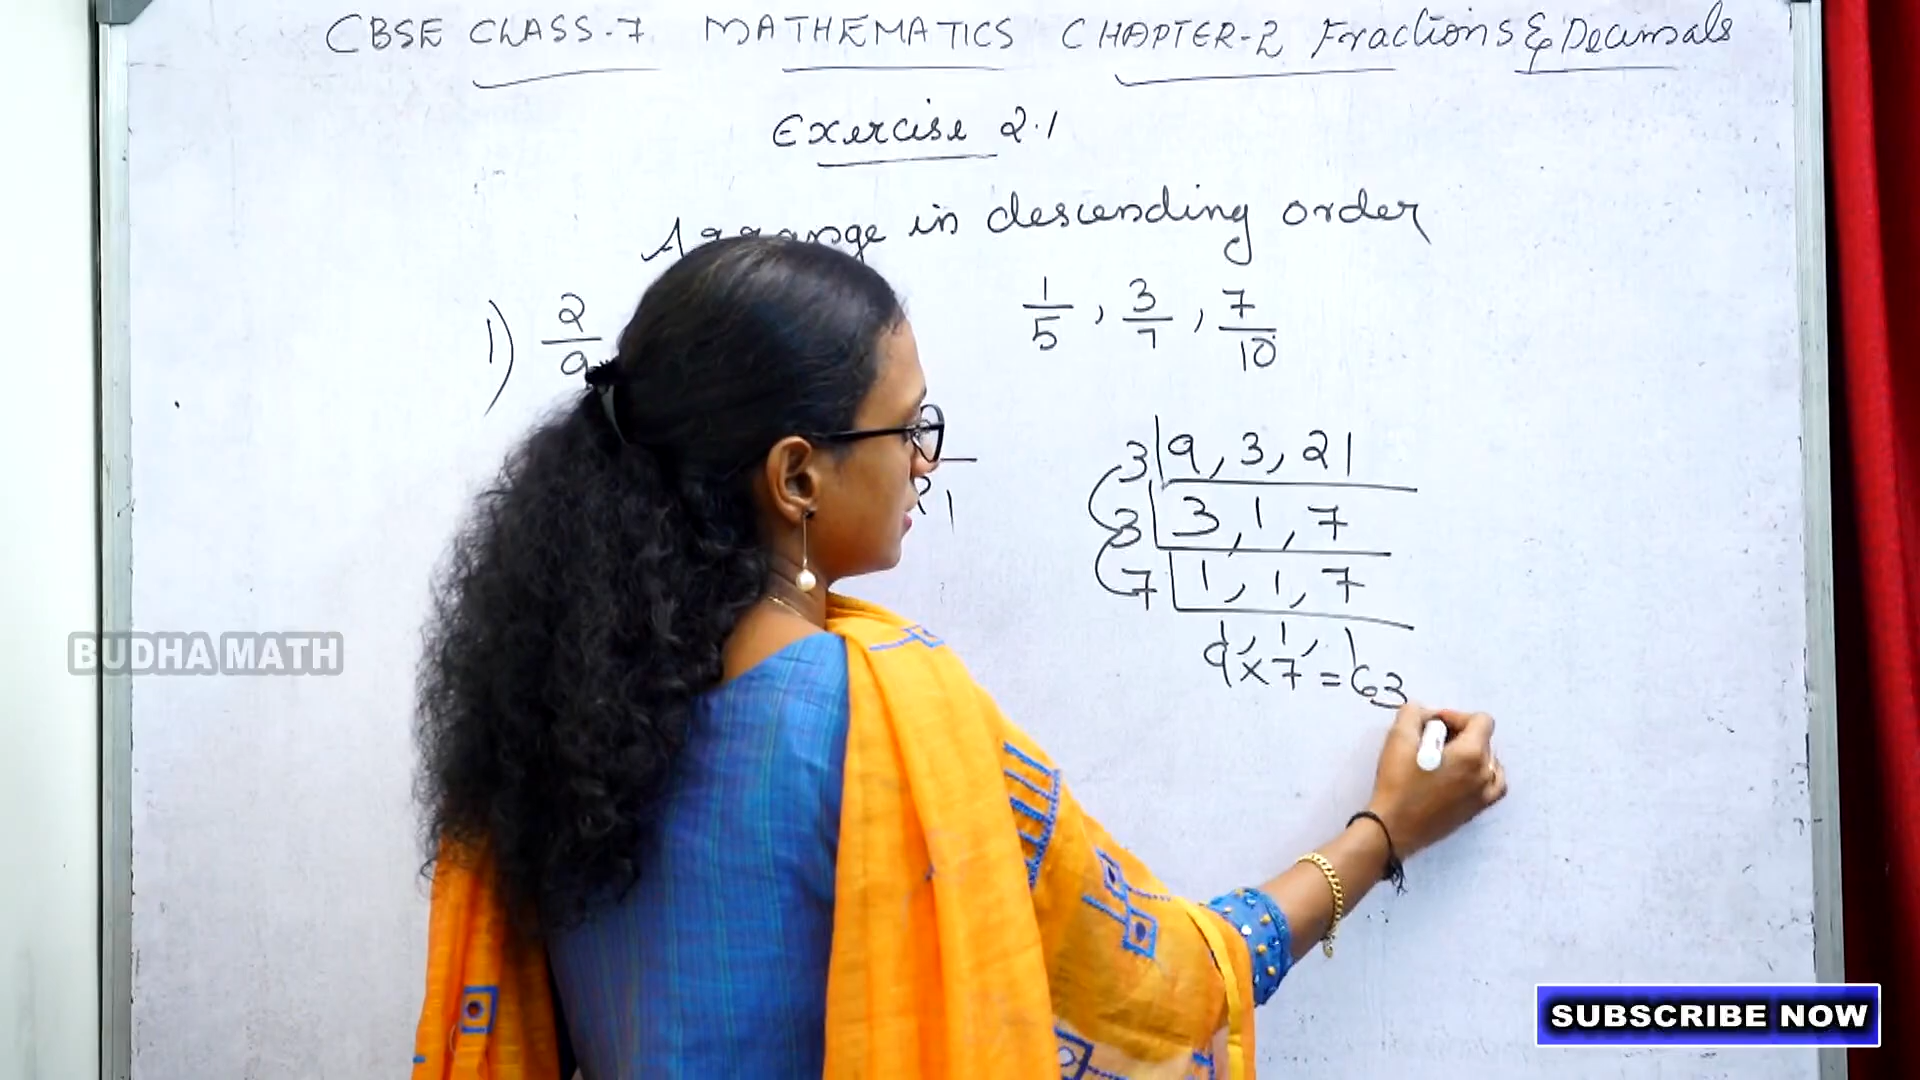 CBSE CLASS-7 MATHEMATICS CHAPTER-2 Fractions & Decimals
Exercise 2.1
Arrange in descending order
1) 2/9 1/5 , 3/7 , 7/10
3 | 9 , 3 , 21
3 | 3 , 1 , 7
7 | 1 , 1 , 7
1 , 1 , 1
9 x 7 = 63
BUDHA MATH
SUBSCRIBE NOW